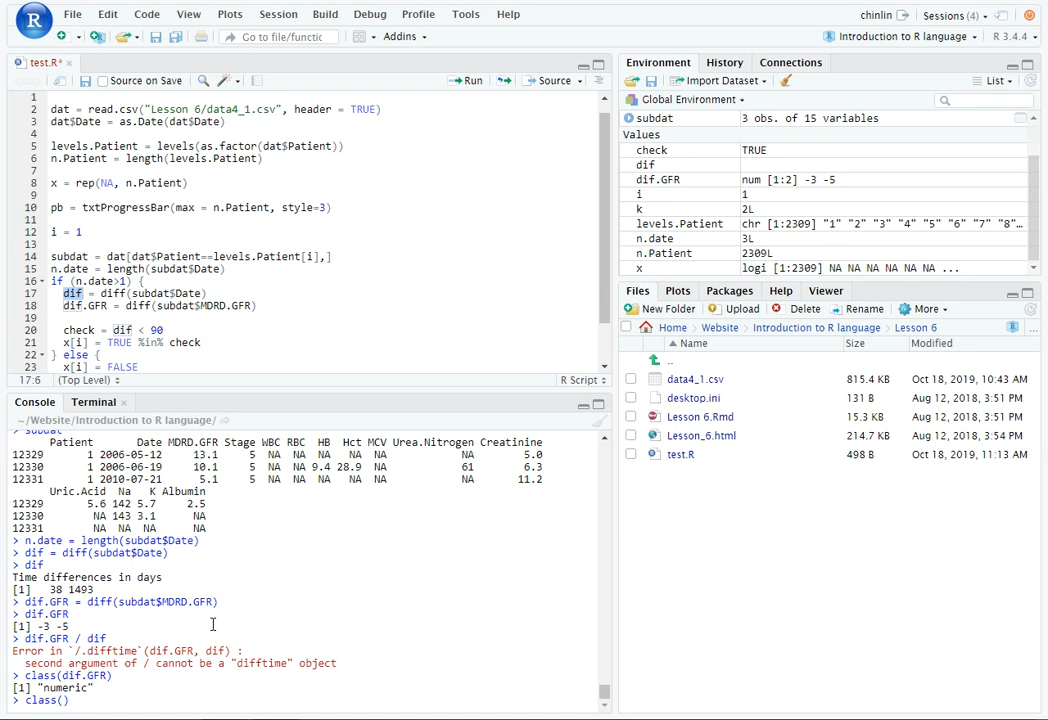 R
File Edit Code View Plots Session Build Debug Profile Tools Help
chinlin Sessions (4)
Go to file/functic Addins
Introduction to R language R 3.4.4
test.R*
Source on Save Run Source
1
2 dat = read.csv("Lesson 6/data4_1.csv", header = TRUE)
3 dat$Date = as.Date(dat$Date)
4
5 levels.Patient = levels(as.factor(dat$Patient))
6 n.Patient = length(levels.Patient)
7
8 x = rep(NA, n.Patient)
9
10 pb = txtProgressBar(max = n.Patient, style=3)
11
12 i = 1
13
14 subdat = dat[dat$Patient==levels.Patient[i],]
15 n.date = length(subdat$Date)
16 if (n.date>1) {
17 dif = diff(subdat$Date)
18 dif.GFR = diff(subdat$MDRD.GFR)
19
20 check = dif < 90
21 x[i] = TRUE %in% check
22 } else {
23 x[i] = FALSE
17:6 (Top Level) R Script
Console Terminal
~/Website/Introduction to R language/
> subdat
Patient Date MDRD.GFR Stage WBC RBC HB Hct MCV Urea.Nitrogen Creatinine
12329 1 2006-05-12 13.1 5 NA NA NA NA NA NA 5.0
12330 1 2006-06-19 10.1 5 NA NA 9.4 28.9 NA 61 6.3
12331 1 2010-07-21 5.1 5 NA NA NA NA NA NA 11.2
Uric.Acid Na K Albumin
12329 5.6 142 5.7 2.5
12330 NA 143 3.1 NA
12331 NA NA NA NA
> n.date = length(subdat$Date)
> dif = diff(subdat$Date)
> dif
Time differences in days
[1] 38 1493
> dif.GFR = diff(subdat$MDRD.GFR)
> dif.GFR
[1] -3 -5
> dif.GFR / dif
Error in `/.difftime`(dif.GFR, dif) :
second argument of / cannot be a "difftime" object
> class(dif.GFR)
[1] "numeric"
> class()
Environment History Connections
Import Dataset List
Global Environment
subdat 3 obs. of 15 variables
Values
check TRUE
dif
dif.GFR num [1:2] -3 -5
i 1
k 2L
levels.Patient chr [1:2309] "1" "2" "3" "4" "5" "6" "7" "8"…
n.date 3L
n.Patient 2309L
x logi [1:2309] NA NA NA NA NA NA ...
Files Plots Packages Help Viewer
New Folder Upload Delete Rename More
Home Website Introduction to R language Lesson 6 ...
Name Size Modified
..
data4_1.csv 815.4 KB Oct 18, 2019, 10:43 AM
desktop.ini 131 B Aug 12, 2018, 3:51 PM
Lesson 6.Rmd 15.3 KB Aug 12, 2018, 3:51 PM
Lesson_6.html 214.7 KB Aug 12, 2018, 3:54 PM
test.R 498 B Oct 18, 2019, 11:13 AM